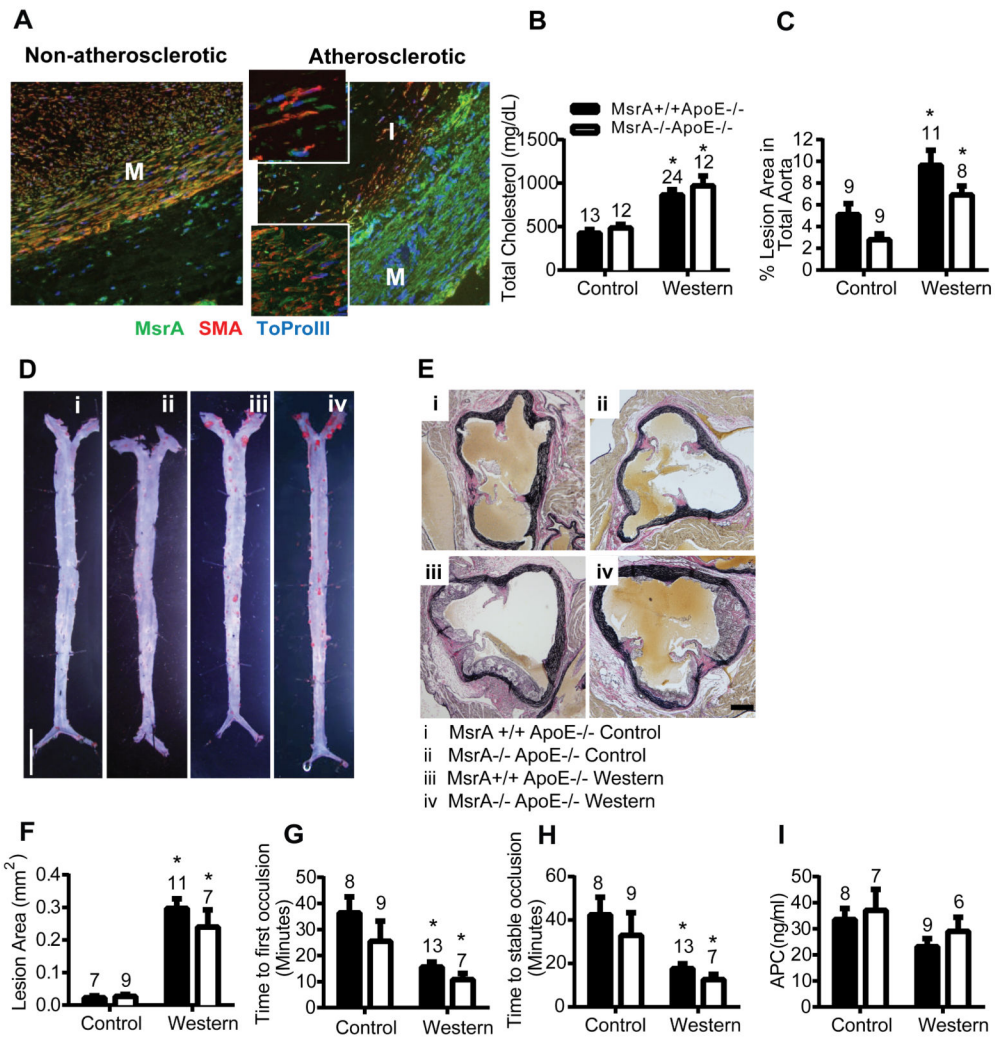 A
Non-atherosclerotic
Atherosclerotic
M
I
M
MsrA SMA ToProIII
B
MsrA+/+ApoE-/-
MsrA-/-ApoE-/-
Total Cholesterol (mg/dL)
1500
1000
500
0
13
12
*
24
*
12
Control
Western
C
% Lesion Area in
Total Aorta
12
10
8
6
4
2
0
9
9
*
11
*
8
Control
Western
D
i
ii
iii
iv
E
i
ii
iii
iv
i MsrA +/+ ApoE-/- Control
ii MsrA-/- ApoE-/- Control
iii MsrA+/+ ApoE-/- Western
iv MsrA-/- ApoE-/- Western
F
Lesion Area (mm2)
0.4
0.3
0.2
0.1
0.0
7
9
*
11
*
7
Control
Western
G
Time to first occulsion
(Minutes)
50
40
30
20
10
0
8
9
*
13
*
7
Control
Western
H
Time to stable occlusion
(Minutes)
60
40
20
0
8
9
*
13
*
7
Control
Western
I
APC(ng/ml)
50
40
30
20
10
0
8
7
9
6
Control
Western